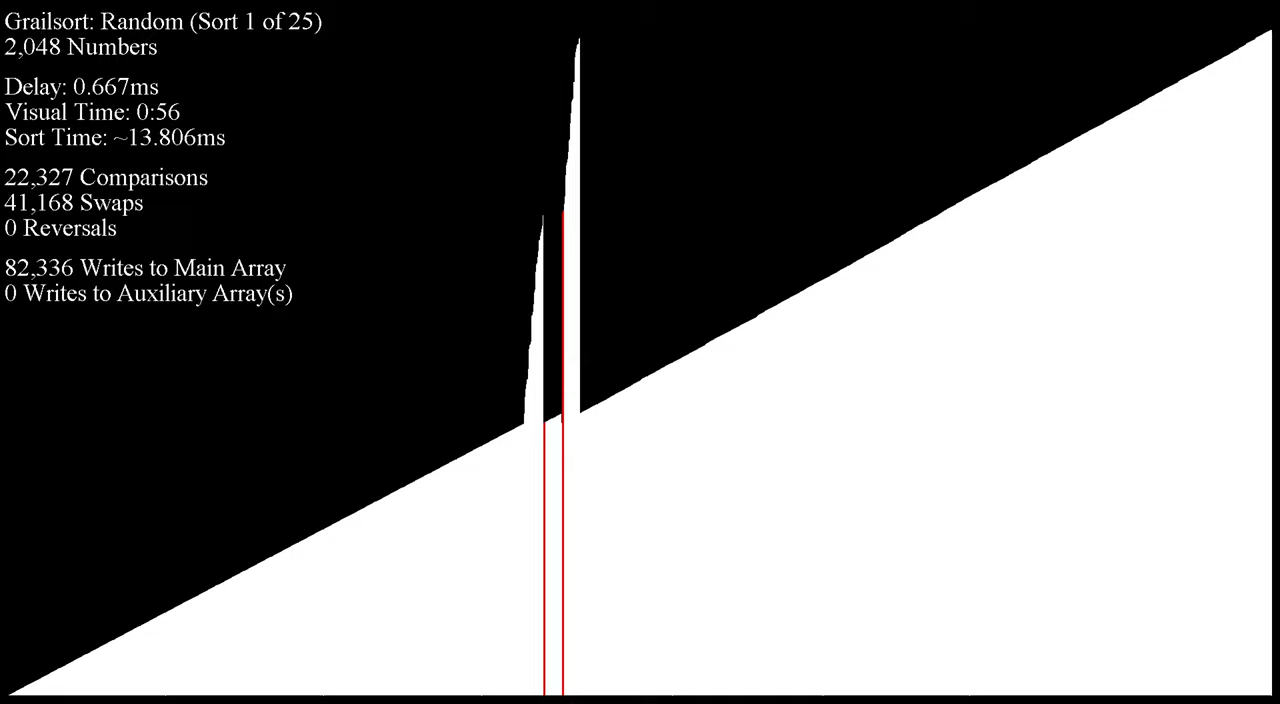 Grailsort: Random (Sort 1 of 25)
2,048 Numbers
Delay: 0.667ms
Visual Time: 0:56
Sort Time: ~13.806ms
22,327 Comparisons
41,168 Swaps
0 Reversals
82,336 Writes to Main Array
0 Writes to Auxiliary Array(s)